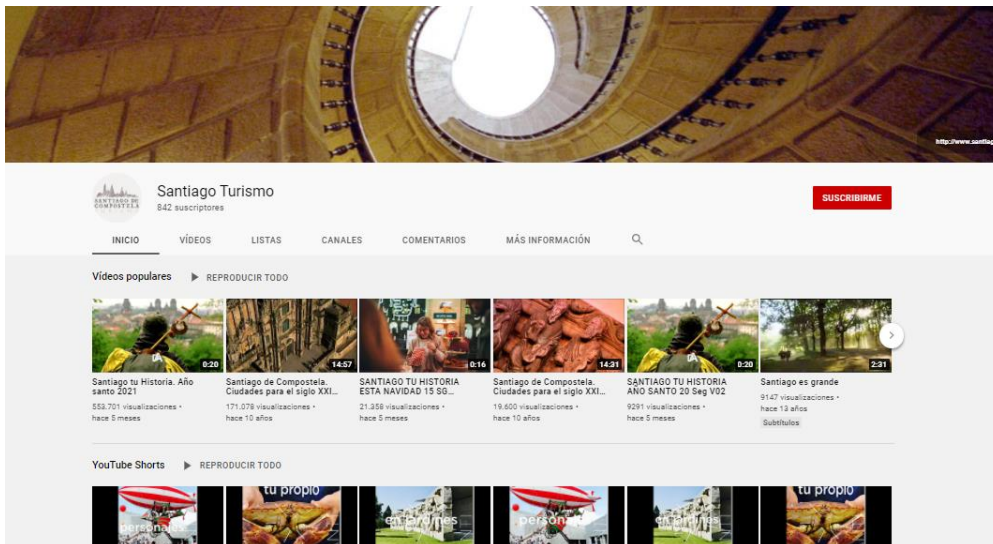 http://www.santiag
SANTIAGO DE
COMPOSTELA
TURISMO
Santiago Turismo
842 suscriptores
SUSCRIBIRME
INICIO VÍDEOS LISTAS CANALES COMENTARIOS MÁS INFORMACIÓN
Vídeos populares REPRODUCIR TODO
0:20 14:57 0:16 14:31 0:20 2:31
Santiago tu Historia. Año
santo 2021
553.701 visualizaciones •
hace 5 meses
Santiago de Compostela.
Ciudades para el siglo XXI...
171.078 visualizaciones •
hace 10 años
SANTIAGO TU HISTORIA
ESTA NAVIDAD 15 SG...
21.358 visualizaciones •
hace 5 meses
Santiago de Compostela.
Ciudades para el siglo XXI...
19.600 visualizaciones •
hace 10 años
SANTIAGO TU HISTORIA
AÑO SANTO 20 Seg V02
9291 visualizaciones •
hace 5 meses
Santiago es grande
9147 visualizaciones •
hace 13 años
Subtítulos
YouTube Shorts REPRODUCIR TODO
personajes
tu propio
en jardines
personajes
en jardines
tu propio